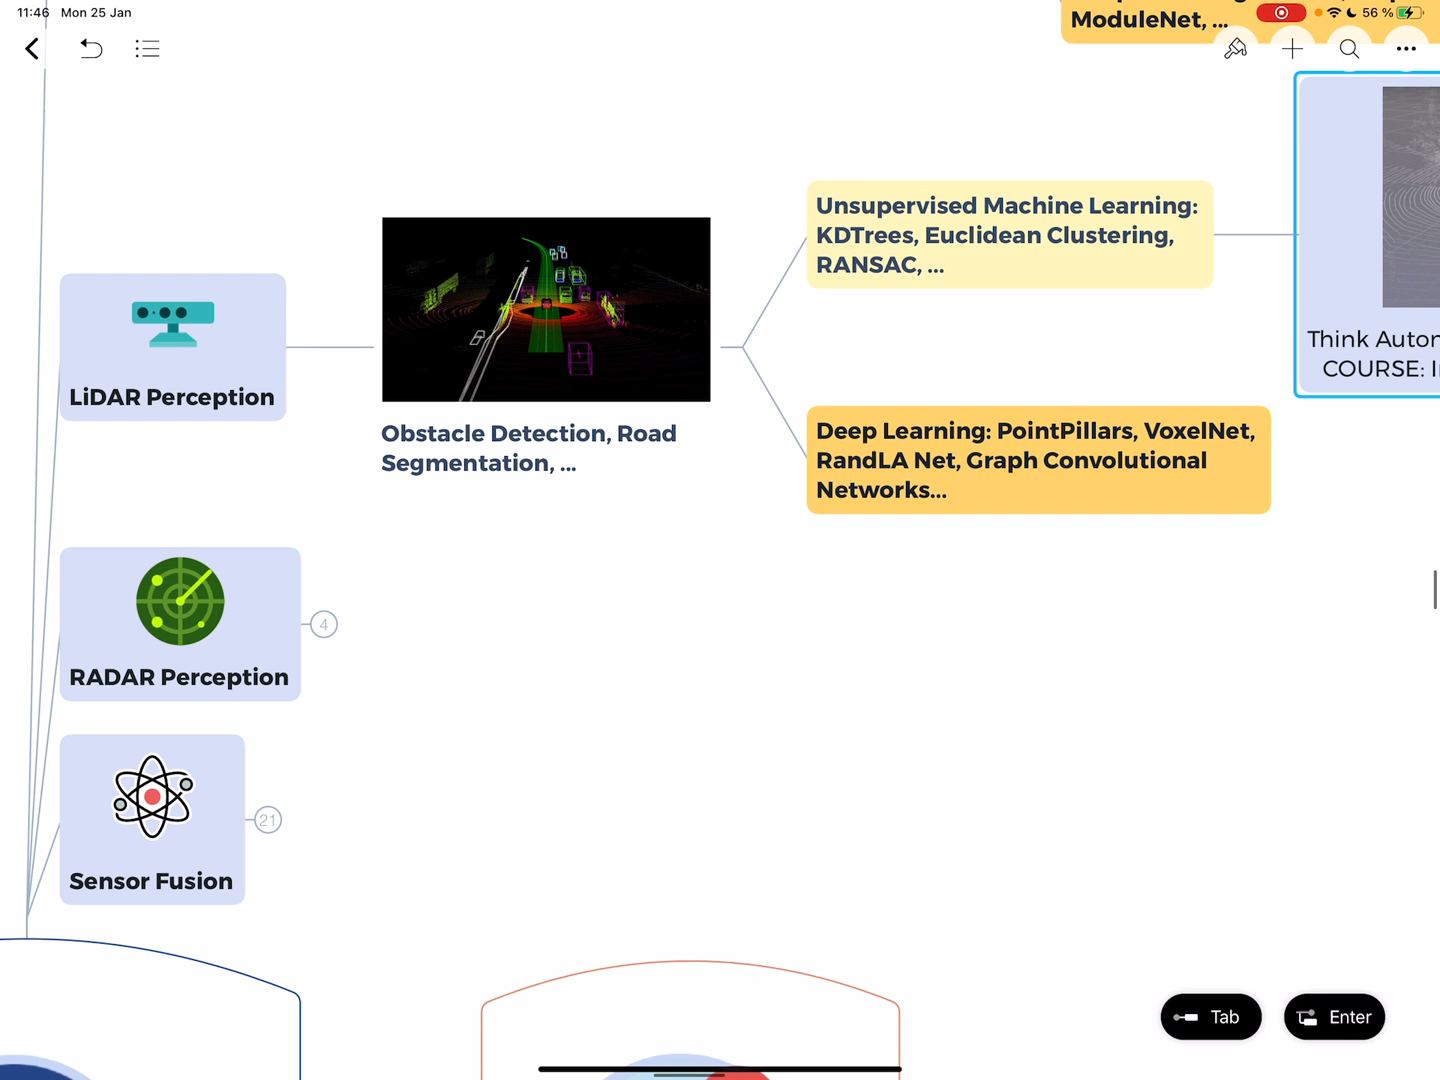 11:46 Mon 25 Jan
56 %
ModuleNet, ...
Unsupervised Machine Learning:
KDTrees, Euclidean Clustering,
RANSAC, ...
Think Auton
COURSE: I
LiDAR Perception
Obstacle Detection, Road
Segmentation, ...
Deep Learning: PointPillars, VoxelNet,
RandLA Net, Graph Convolutional
Networks...
RADAR Perception
4
Sensor Fusion
21
Tab
Enter